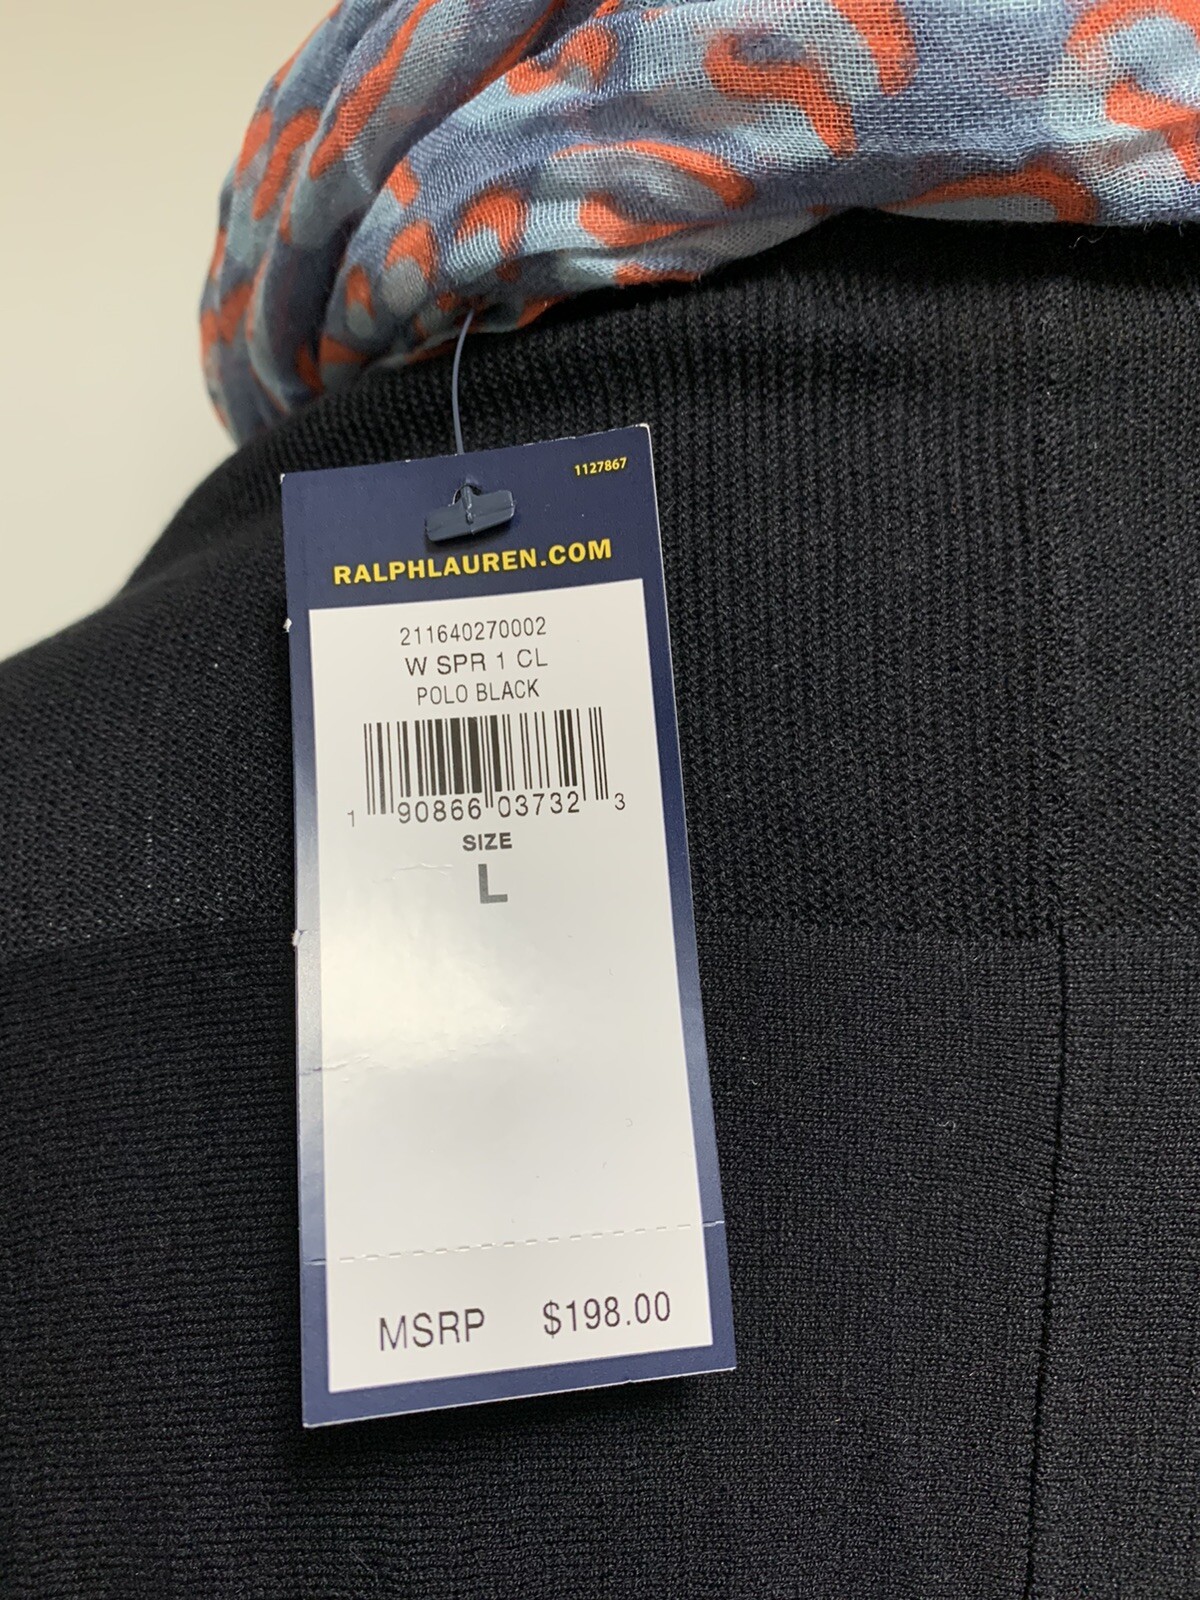 1127867
RALPHLAUREN.COM
211640270002
W SPR 1 CL
POLO BLACK
1 90866 03732 3
SIZE
L
MSRP $198.00